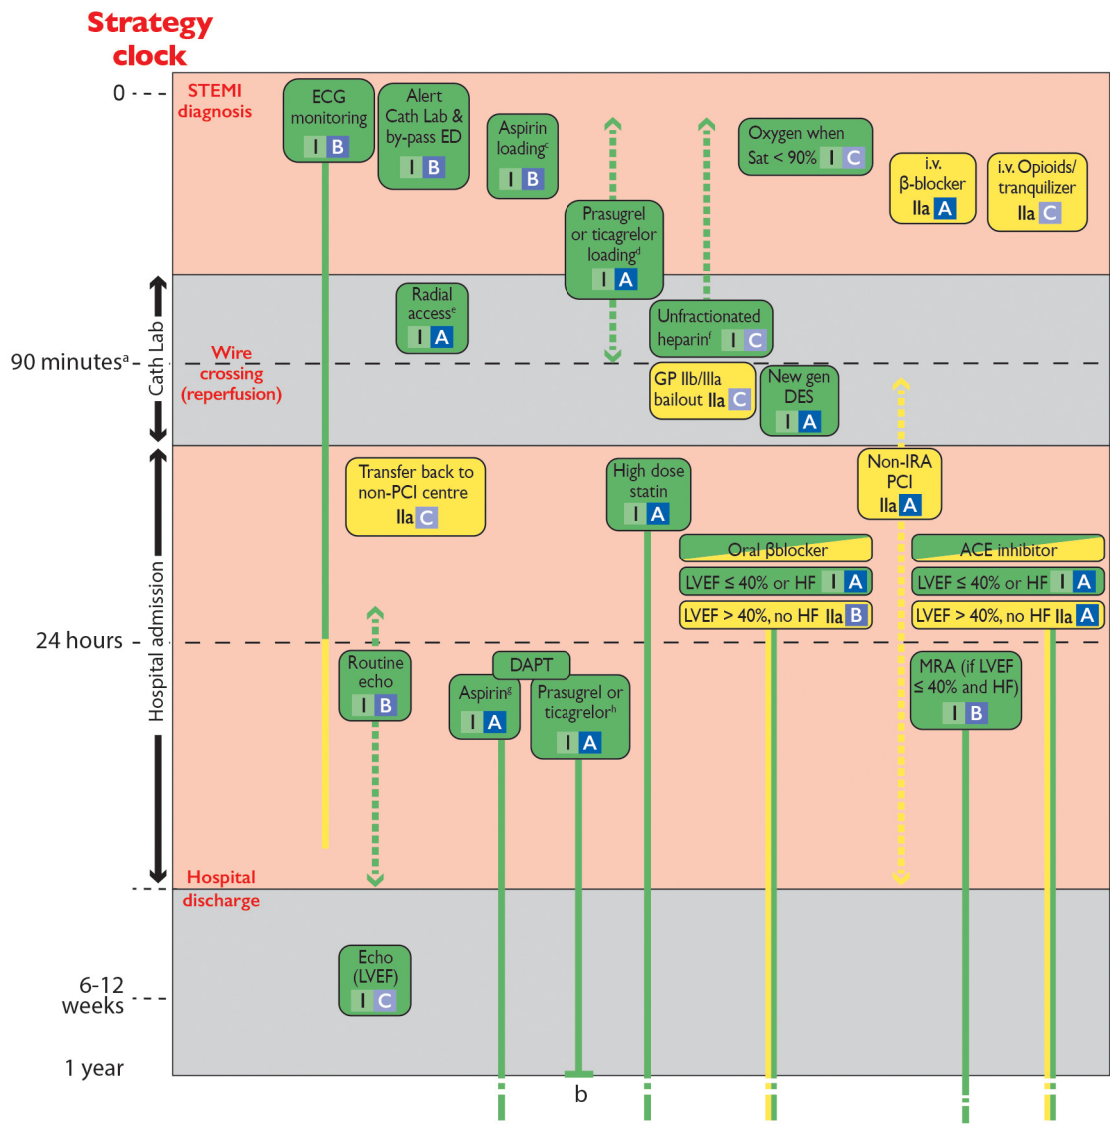 Strategy
clock
0
STEMI
diagnosis
ECG
monitoring
I B
Alert
Cath Lab &
by-pass ED
I B
Aspirin
loadingᶜ
I B
Prasugrel
or ticagrelor
loadingᵈ
I A
Oxygen when
Sat < 90% I C
i.v.
β-blocker
IIa A
i.v. Opioids/
tranquilizer
IIa C
Cath Lab
Radial
accessᵉ
I A
Unfractionated
heparinᶠ I C
90 minutesᵃ
Wire
crossing
(reperfusion)
GP IIb/IIIa
bailout IIa C
New gen
DES
I A
Hospital admission
Transfer back to
non-PCI centre
IIa C
High dose
statin
I A
Non-IRA
PCI
IIa A
Oral βblocker
LVEF ≤ 40% or HF I A
LVEF > 40%, no HF IIa B
ACE inhibitor
LVEF ≤ 40% or HF I A
LVEF > 40%, no HF IIa A
24 hours
Routine
echo
I B
DAPT
Aspirinᵍ
I A
Prasugrel or
ticagrelorʰ
I A
MRA (if LVEF
≤ 40% and HF)
I B
Hospital
discharge
Echo
(LVEF)
I C
6-12
weeks
1 year
b